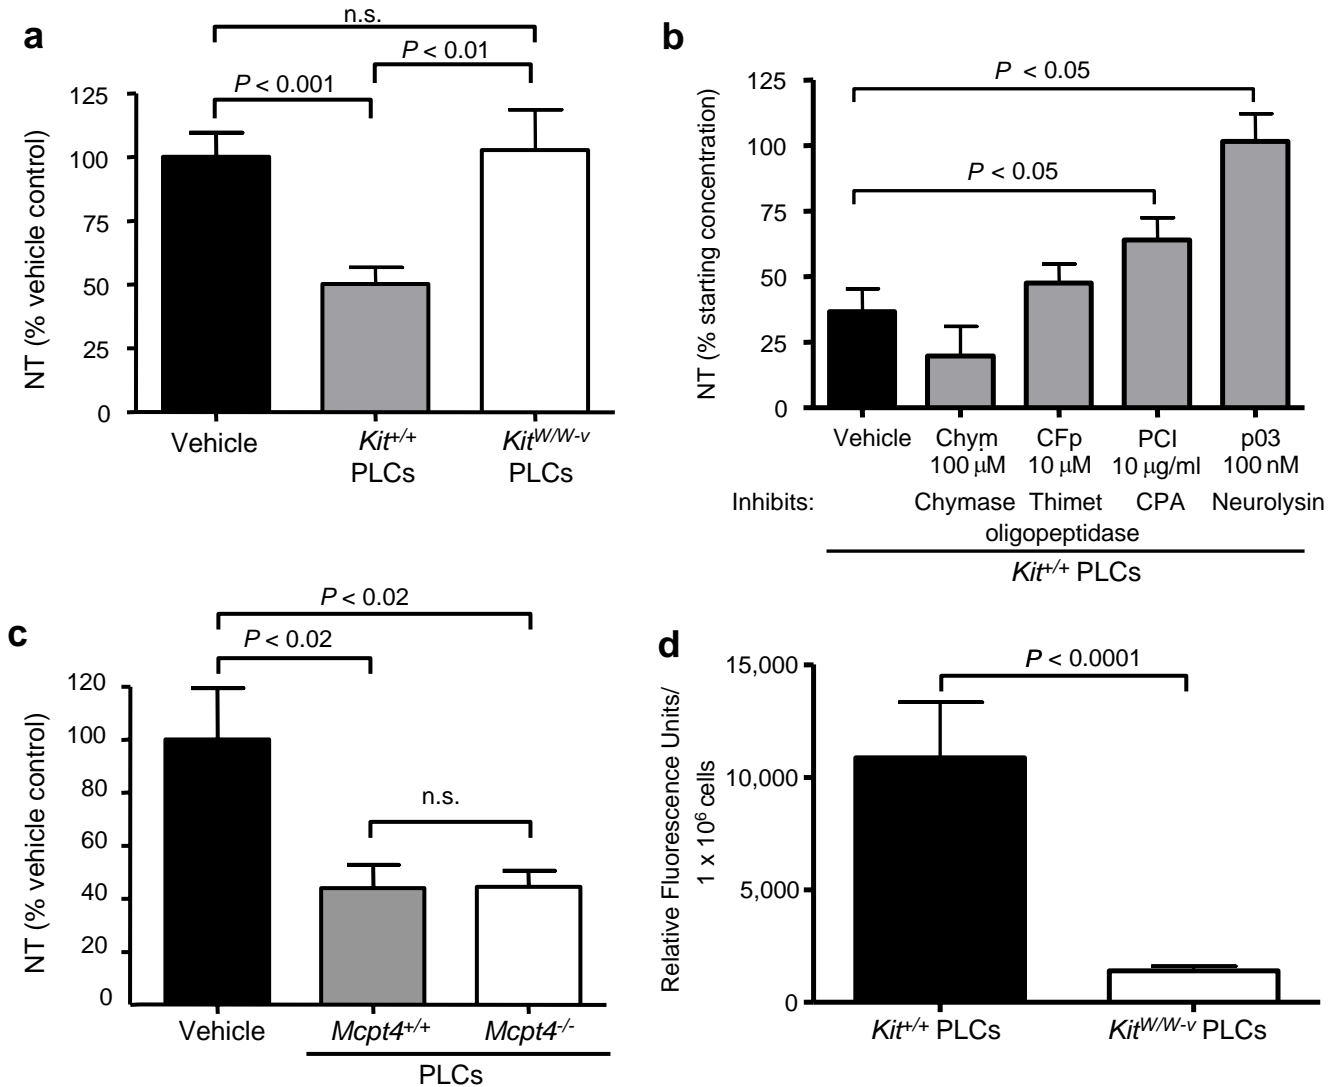 a
n.s.
P < 0.01
P < 0.001
NT (% vehicle control)
125
100
75
50
25
0
Vehicle
Kit+/+
PLCs
KitW/W-v
PLCs
b
P < 0.05
P < 0.05
NT (% starting concentration)
125
100
75
50
25
0
Vehicle
Chym
100 μM
CFp
10 μM
PCI
10 μg/ml
p03
100 nM
Inhibits:
Chymase
Thimet
oligopeptidase
CPA
Neurolysin
Kit+/+ PLCs
c
P < 0.02
P < 0.02
n.s.
NT (% vehicle control)
120
100
80
60
40
20
0
Vehicle
Mcpt4+/+
Mcpt4-/-
PLCs
d
P < 0.0001
Relative Fluorescence Units/
1 x 10⁶ cells
15,000
10,000
5,000
0
Kit+/+ PLCs
KitW/W-v PLCs